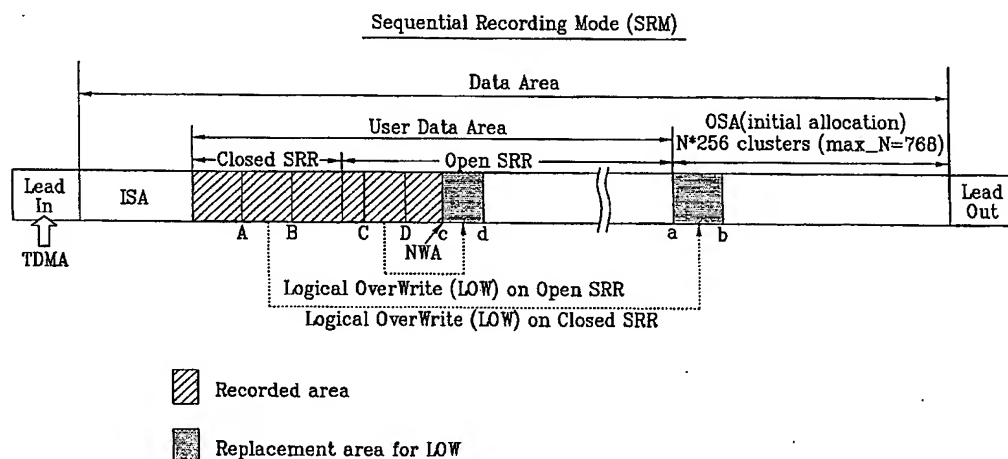 Sequential Recording Mode (SRM)
Data Area
User Data Area
OSA(initial allocation)
N*256 clusters (max_N=768)
Closed SRR
Open SRR
Lead
In
ISA
Lead
Out
A
B
C
D
c
d
a
b
TDMA
NWA
Logical OverWrite (LOW) on Open SRR
Logical OverWrite (LOW) on Closed SRR
Recorded area
Replacement area for LOW